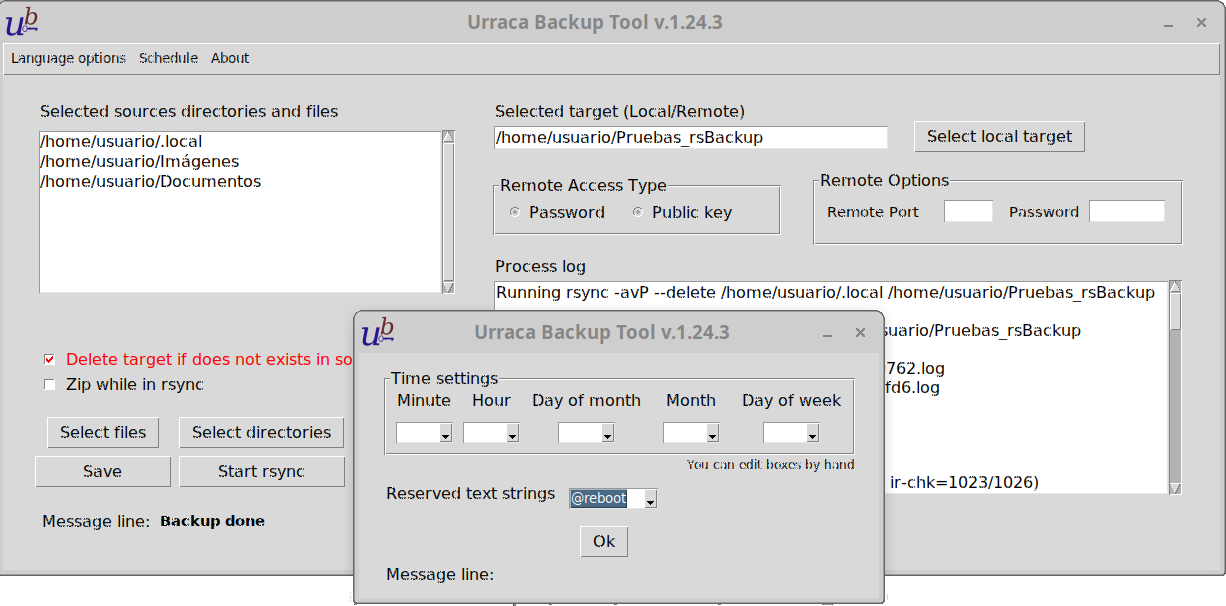 ub
Urraca Backup Tool v.1.24.3
Language options Schedule About
Selected sources directories and files
/home/usuario/.local
/home/usuario/Imágenes
/home/usuario/Documentos
Delete target if does not exists in so
Zip while in rsync
Select files Select directories
Save Start rsync
Message line: Backup done
Selected target (Local/Remote)
/home/usuario/Pruebas_rsBackup Select local target
Remote Access Type
Password Public key
Remote Options
Remote Port Password
Process log
Running rsync -avP --delete /home/usuario/.local /home/usuario/Pruebas_rsBackup
suario/Pruebas_rsBackup
762.log
fd6.log
ir-chk=1023/1026)
ub
Urraca Backup Tool v.1.24.3
Time settings
Minute Hour Day of month Month Day of week
You can edit boxes by hand
Reserved text strings @reboot
Ok
Message line: